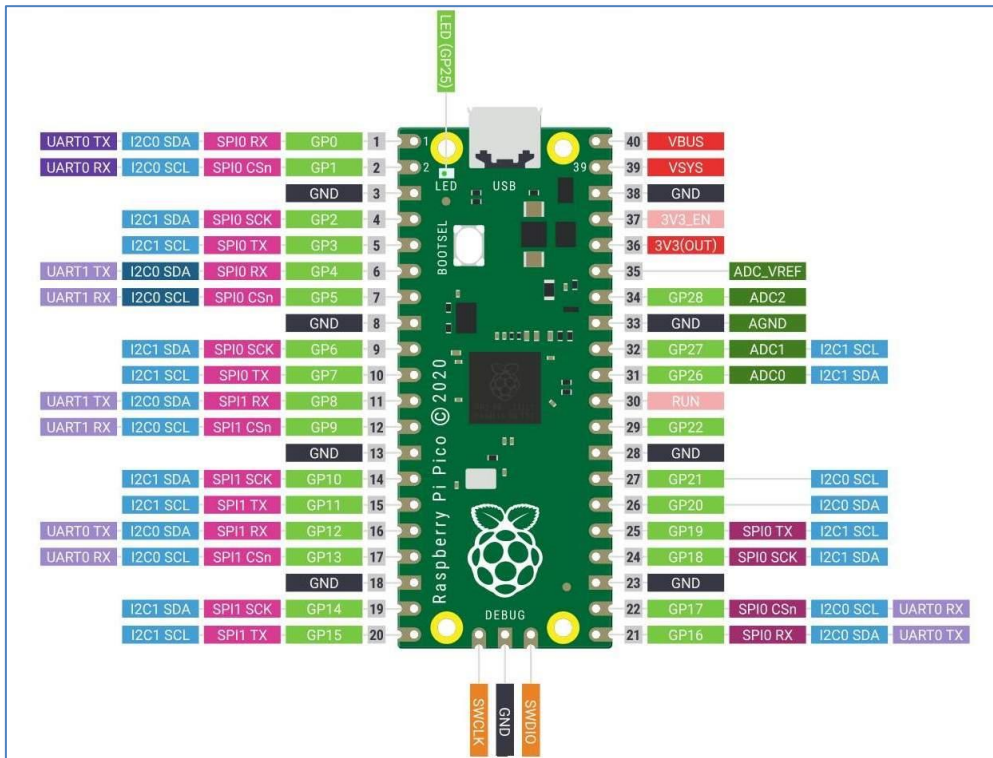 LED (GP25)
UART0 TX I2C0 SDA SPI0 RX GP0 1 1 40 VBUS
UART0 RX I2C0 SCL SPI0 CSn GP1 2 2 39 39 VSYS
GND 3 LED USB 38 GND
I2C1 SDA SPI0 SCK GP2 4 37 3V3_EN
I2C1 SCL SPI0 TX GP3 5 BOOTSEL 36 3V3(OUT)
UART1 TX I2C0 SDA SPI0 RX GP4 6 35 ADC_VREF
UART1 RX I2C0 SCL SPI0 CSn GP5 7 34 GP28 ADC2
GND 8 33 GND AGND
I2C1 SDA SPI0 SCK GP6 9 32 GP27 ADC1 I2C1 SCL
I2C1 SCL SPI0 TX GP7 10 31 GP26 ADC0 I2C1 SDA
UART1 TX I2C0 SDA SPI1 RX GP8 11 30 RUN
UART1 RX I2C0 SCL SPI1 CSn GP9 12 29 GP22
GND 13 28 GND
I2C1 SDA SPI1 SCK GP10 14 27 GP21 I2C0 SCL
I2C1 SCL SPI1 TX GP11 15 26 GP20 I2C0 SDA
UART0 TX I2C0 SDA SPI1 RX GP12 16 25 GP19 SPI0 TX I2C1 SCL
UART0 RX I2C0 SCL SPI1 CSn GP13 17 24 GP18 SPI0 SCK I2C1 SDA
GND 18 23 GND
I2C1 SDA SPI1 SCK GP14 19 DEBUG 22 GP17 SPI0 CSn I2C0 SCL UART0 RX
I2C1 SCL SPI1 TX GP15 20 21 GP16 SPI0 RX I2C0 SDA UART0 TX
Raspberry Pi Pico © 2020
SWCLK GND SWDIO